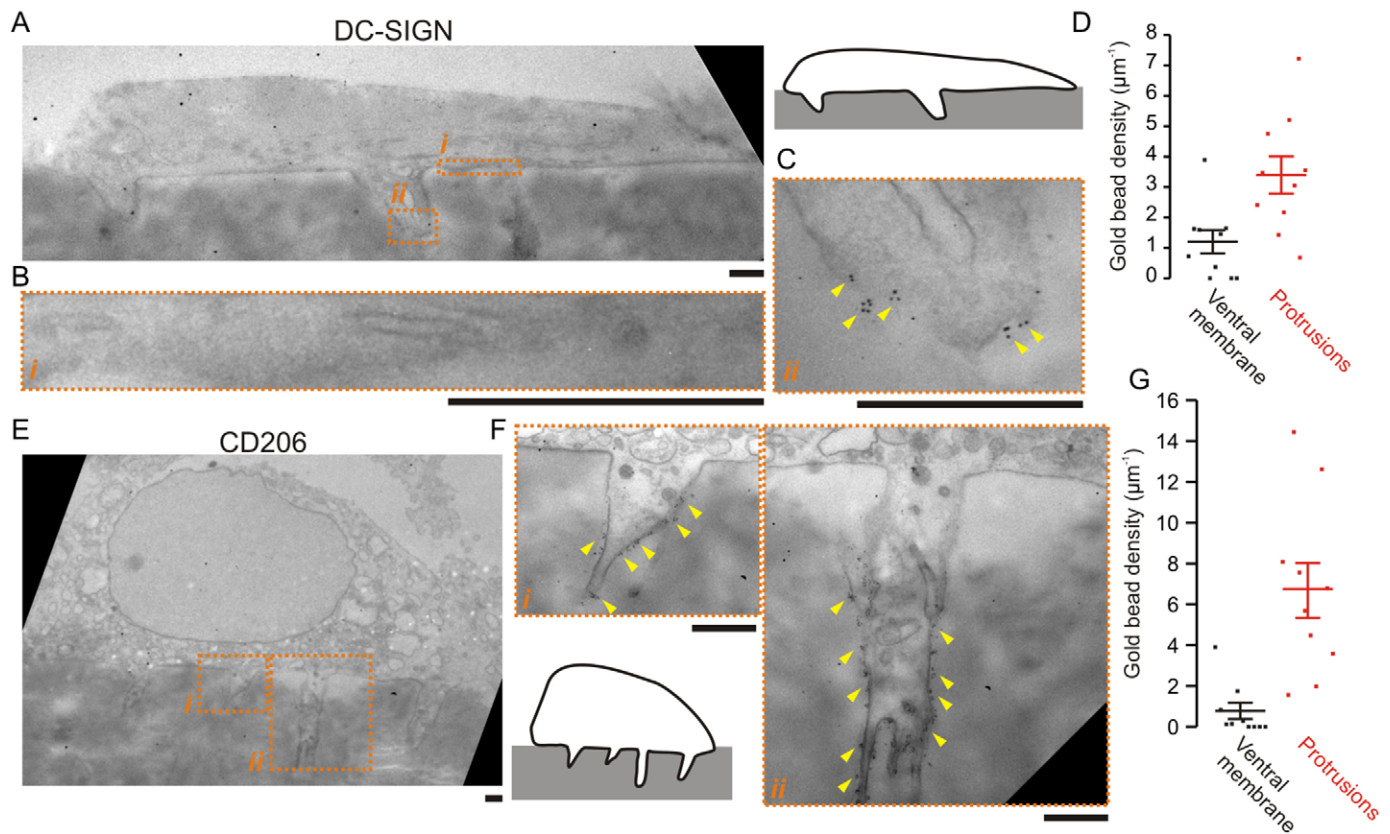 A
DC-SIGN
i
ii
B
i
C
ii
D
Gold bead density (µm⁻¹)
8
7
6
5
4
3
2
1
0
Ventral
membrane
Protrusions
E
CD206
i
ii
F
i
ii
G
Gold bead density (µm⁻¹)
16
14
12
10
8
6
4
2
0
Ventral
membrane
Protrusions